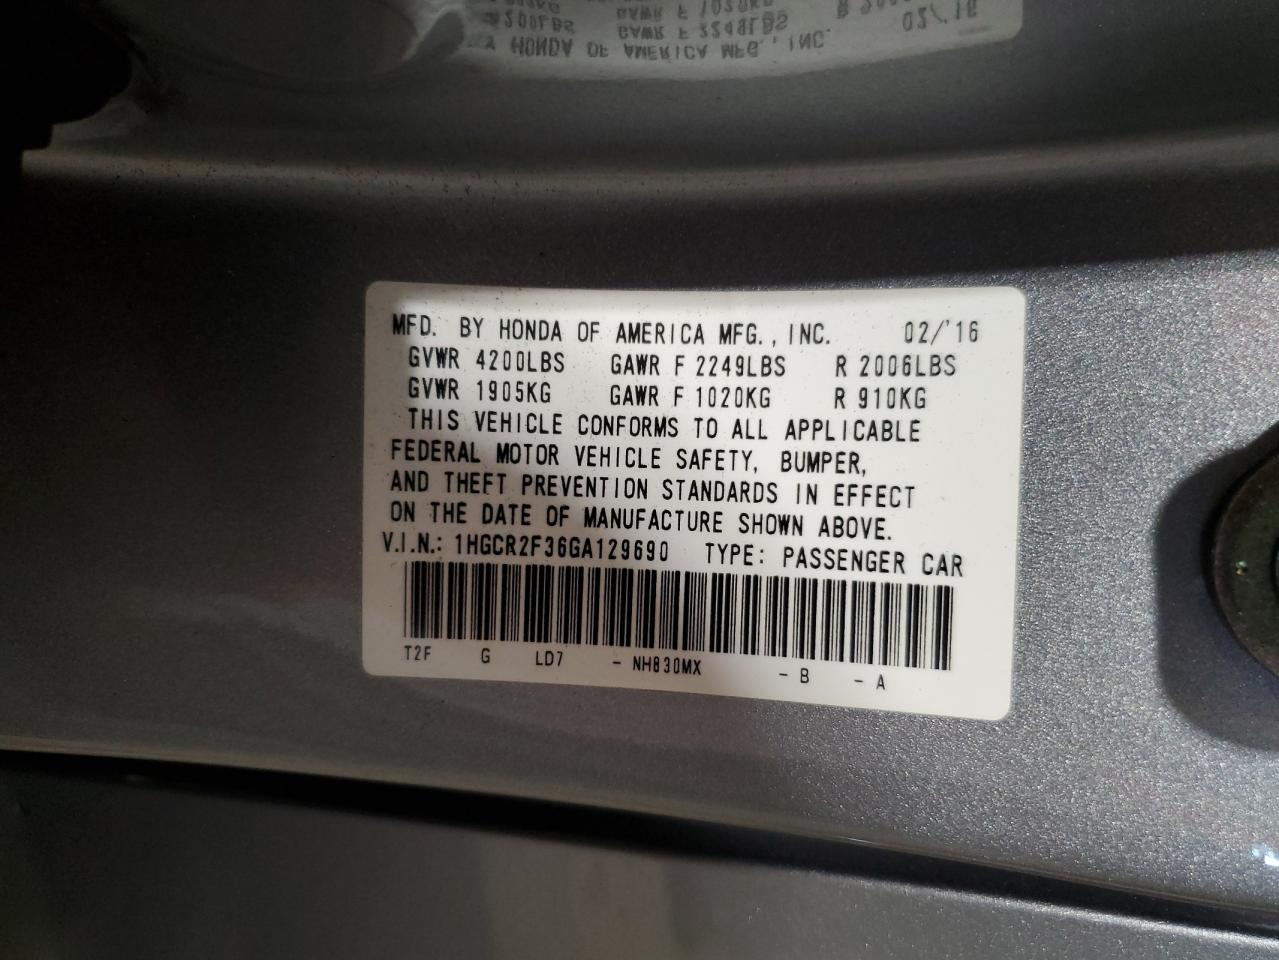 MFD. BY HONDA OF AMERICA MFG., INC. 02/'16
GVWR 4200LBS GAWR F 2249LBS R 2006LBS
GVWR 1905KG GAWR F 1020KG R 910KG
THIS VEHICLE CONFORMS TO ALL APPLICABLE
FEDERAL MOTOR VEHICLE SAFETY, BUMPER,
AND THEFT PREVENTION STANDARDS IN EFFECT
ON THE DATE OF MANUFACTURE SHOWN ABOVE.
V.I.N.: 1HGCR2F36GA129690 TYPE: PASSENGER CAR
T2F G LD7 - NH830MX - B - A